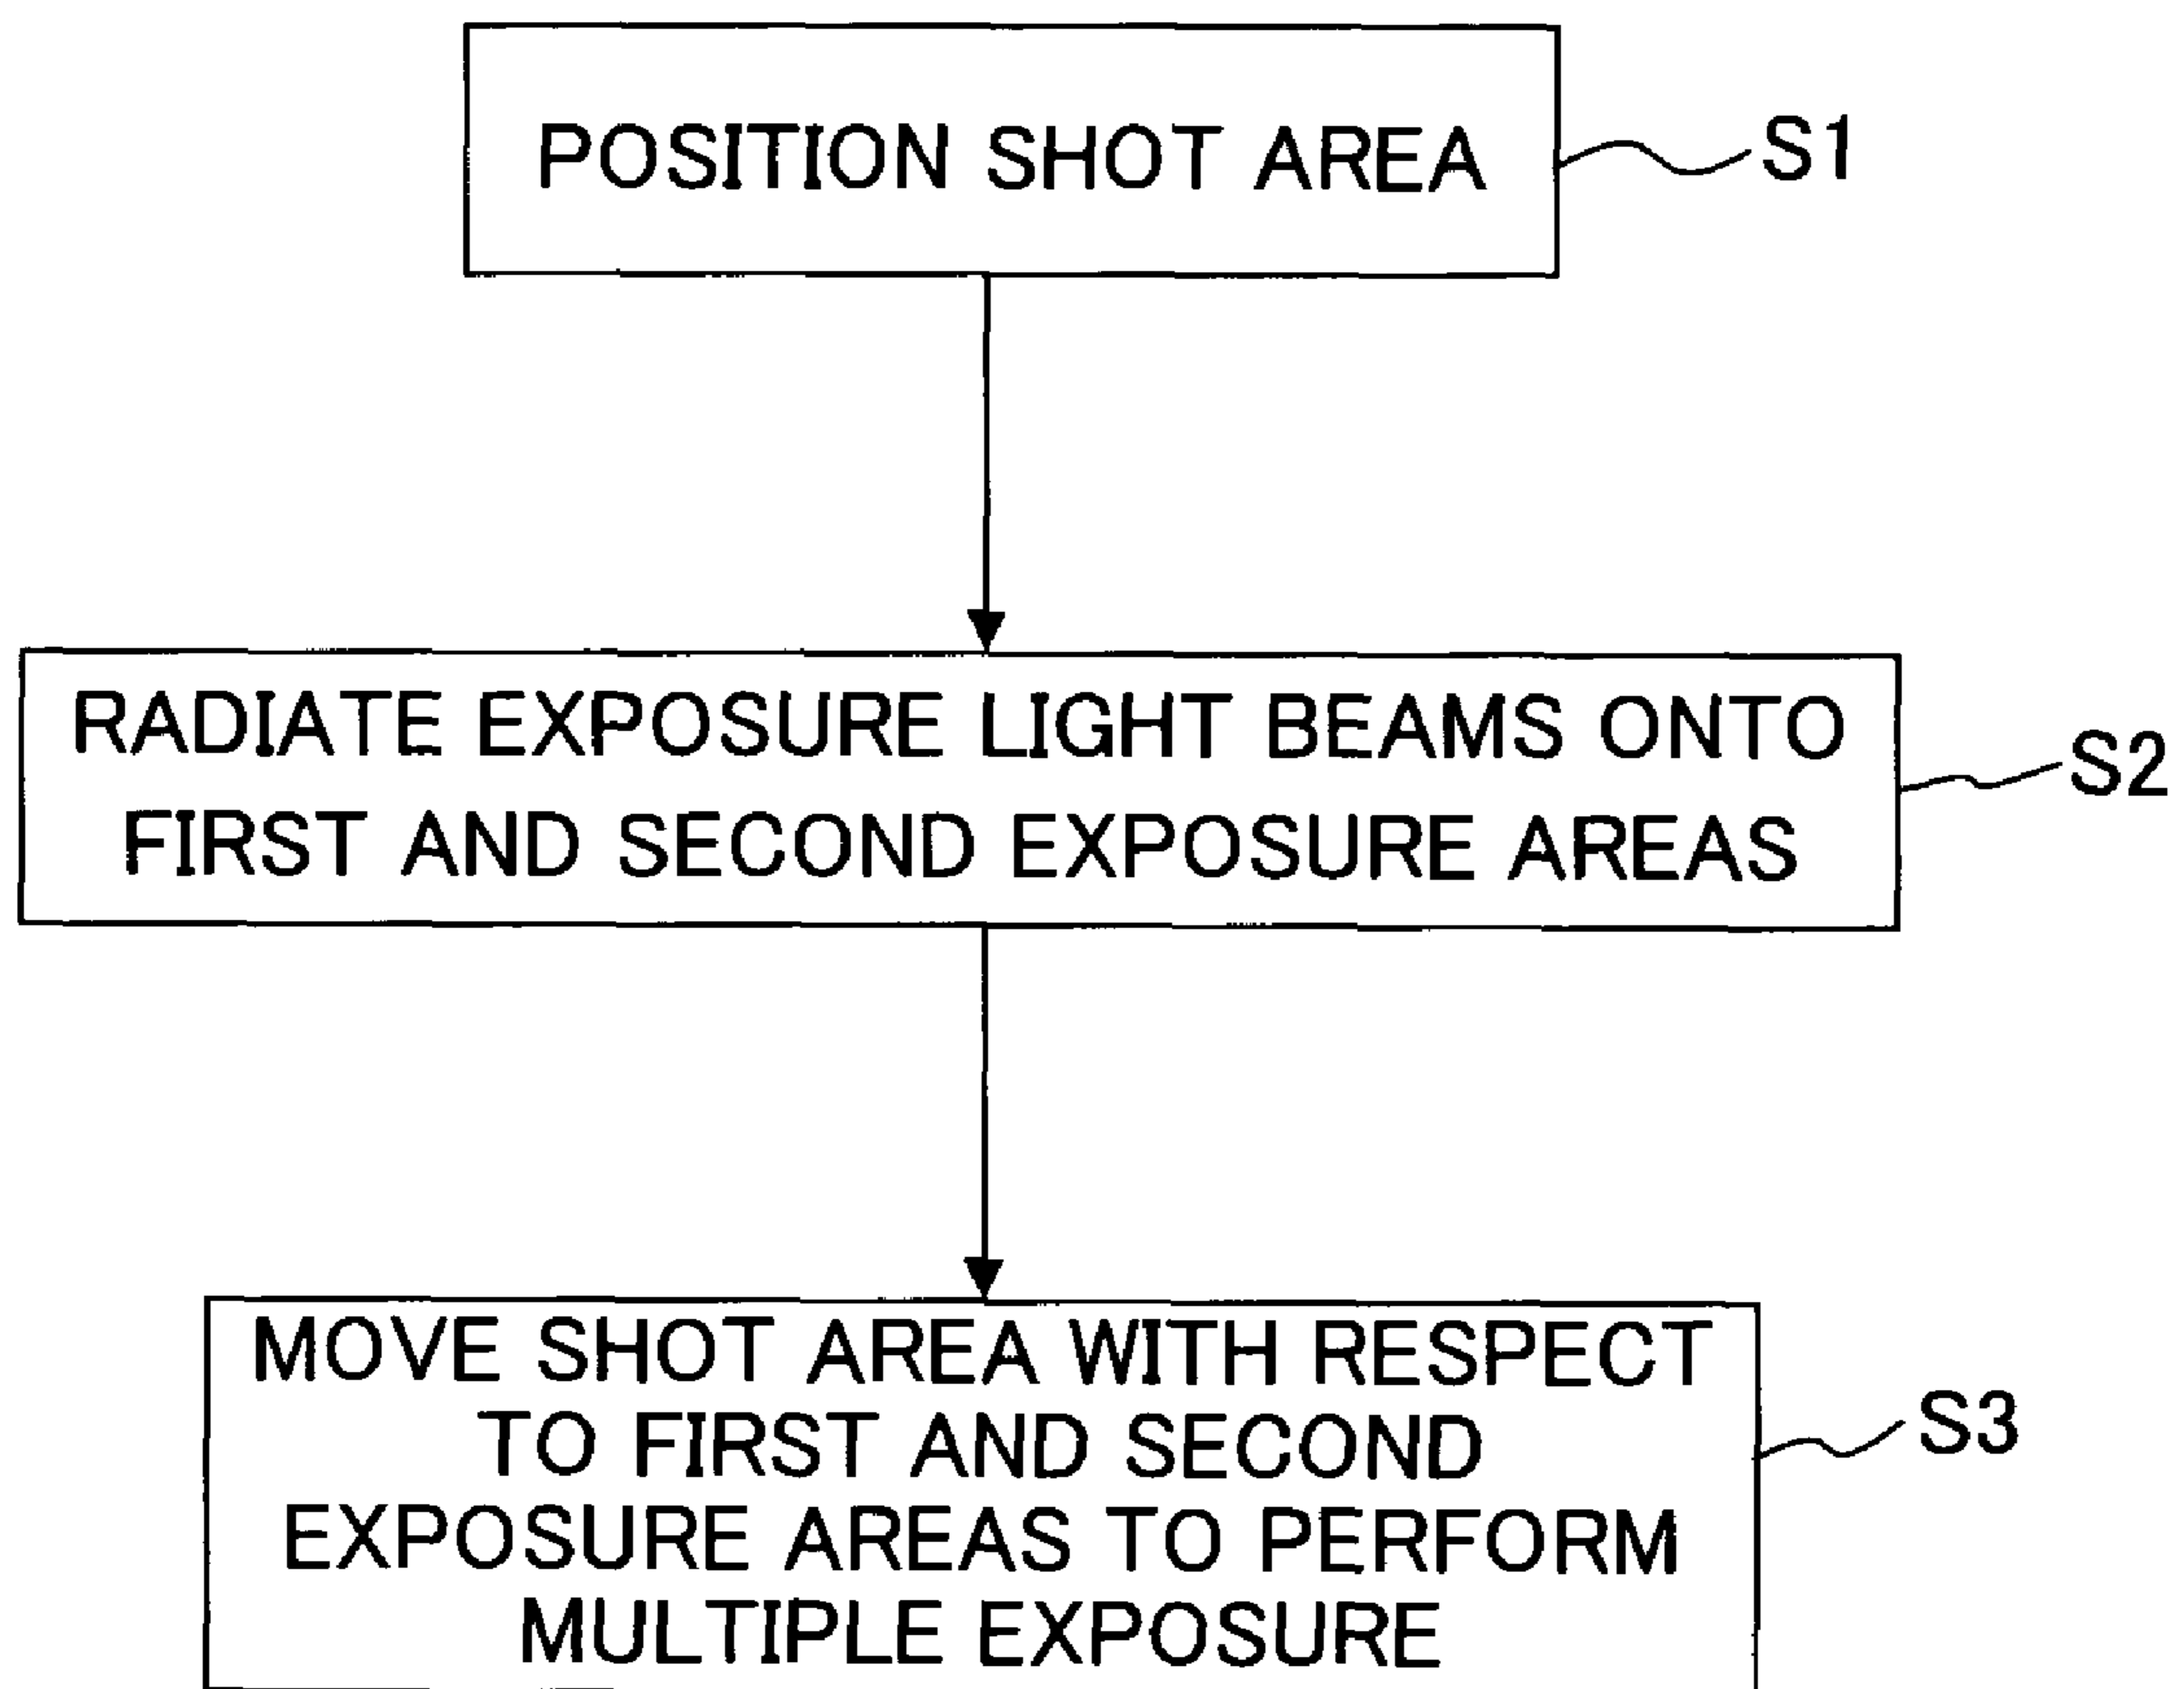 POSITION SHOT AREA
S1
RADIATE EXPOSURE LIGHT BEAMS ONTO
FIRST AND SECOND EXPOSURE AREAS
S2
MOVE SHOT AREA WITH RESPECT
TO FIRST AND SECOND
EXPOSURE AREAS TO PERFORM
MULTIPLE EXPOSURE
S3